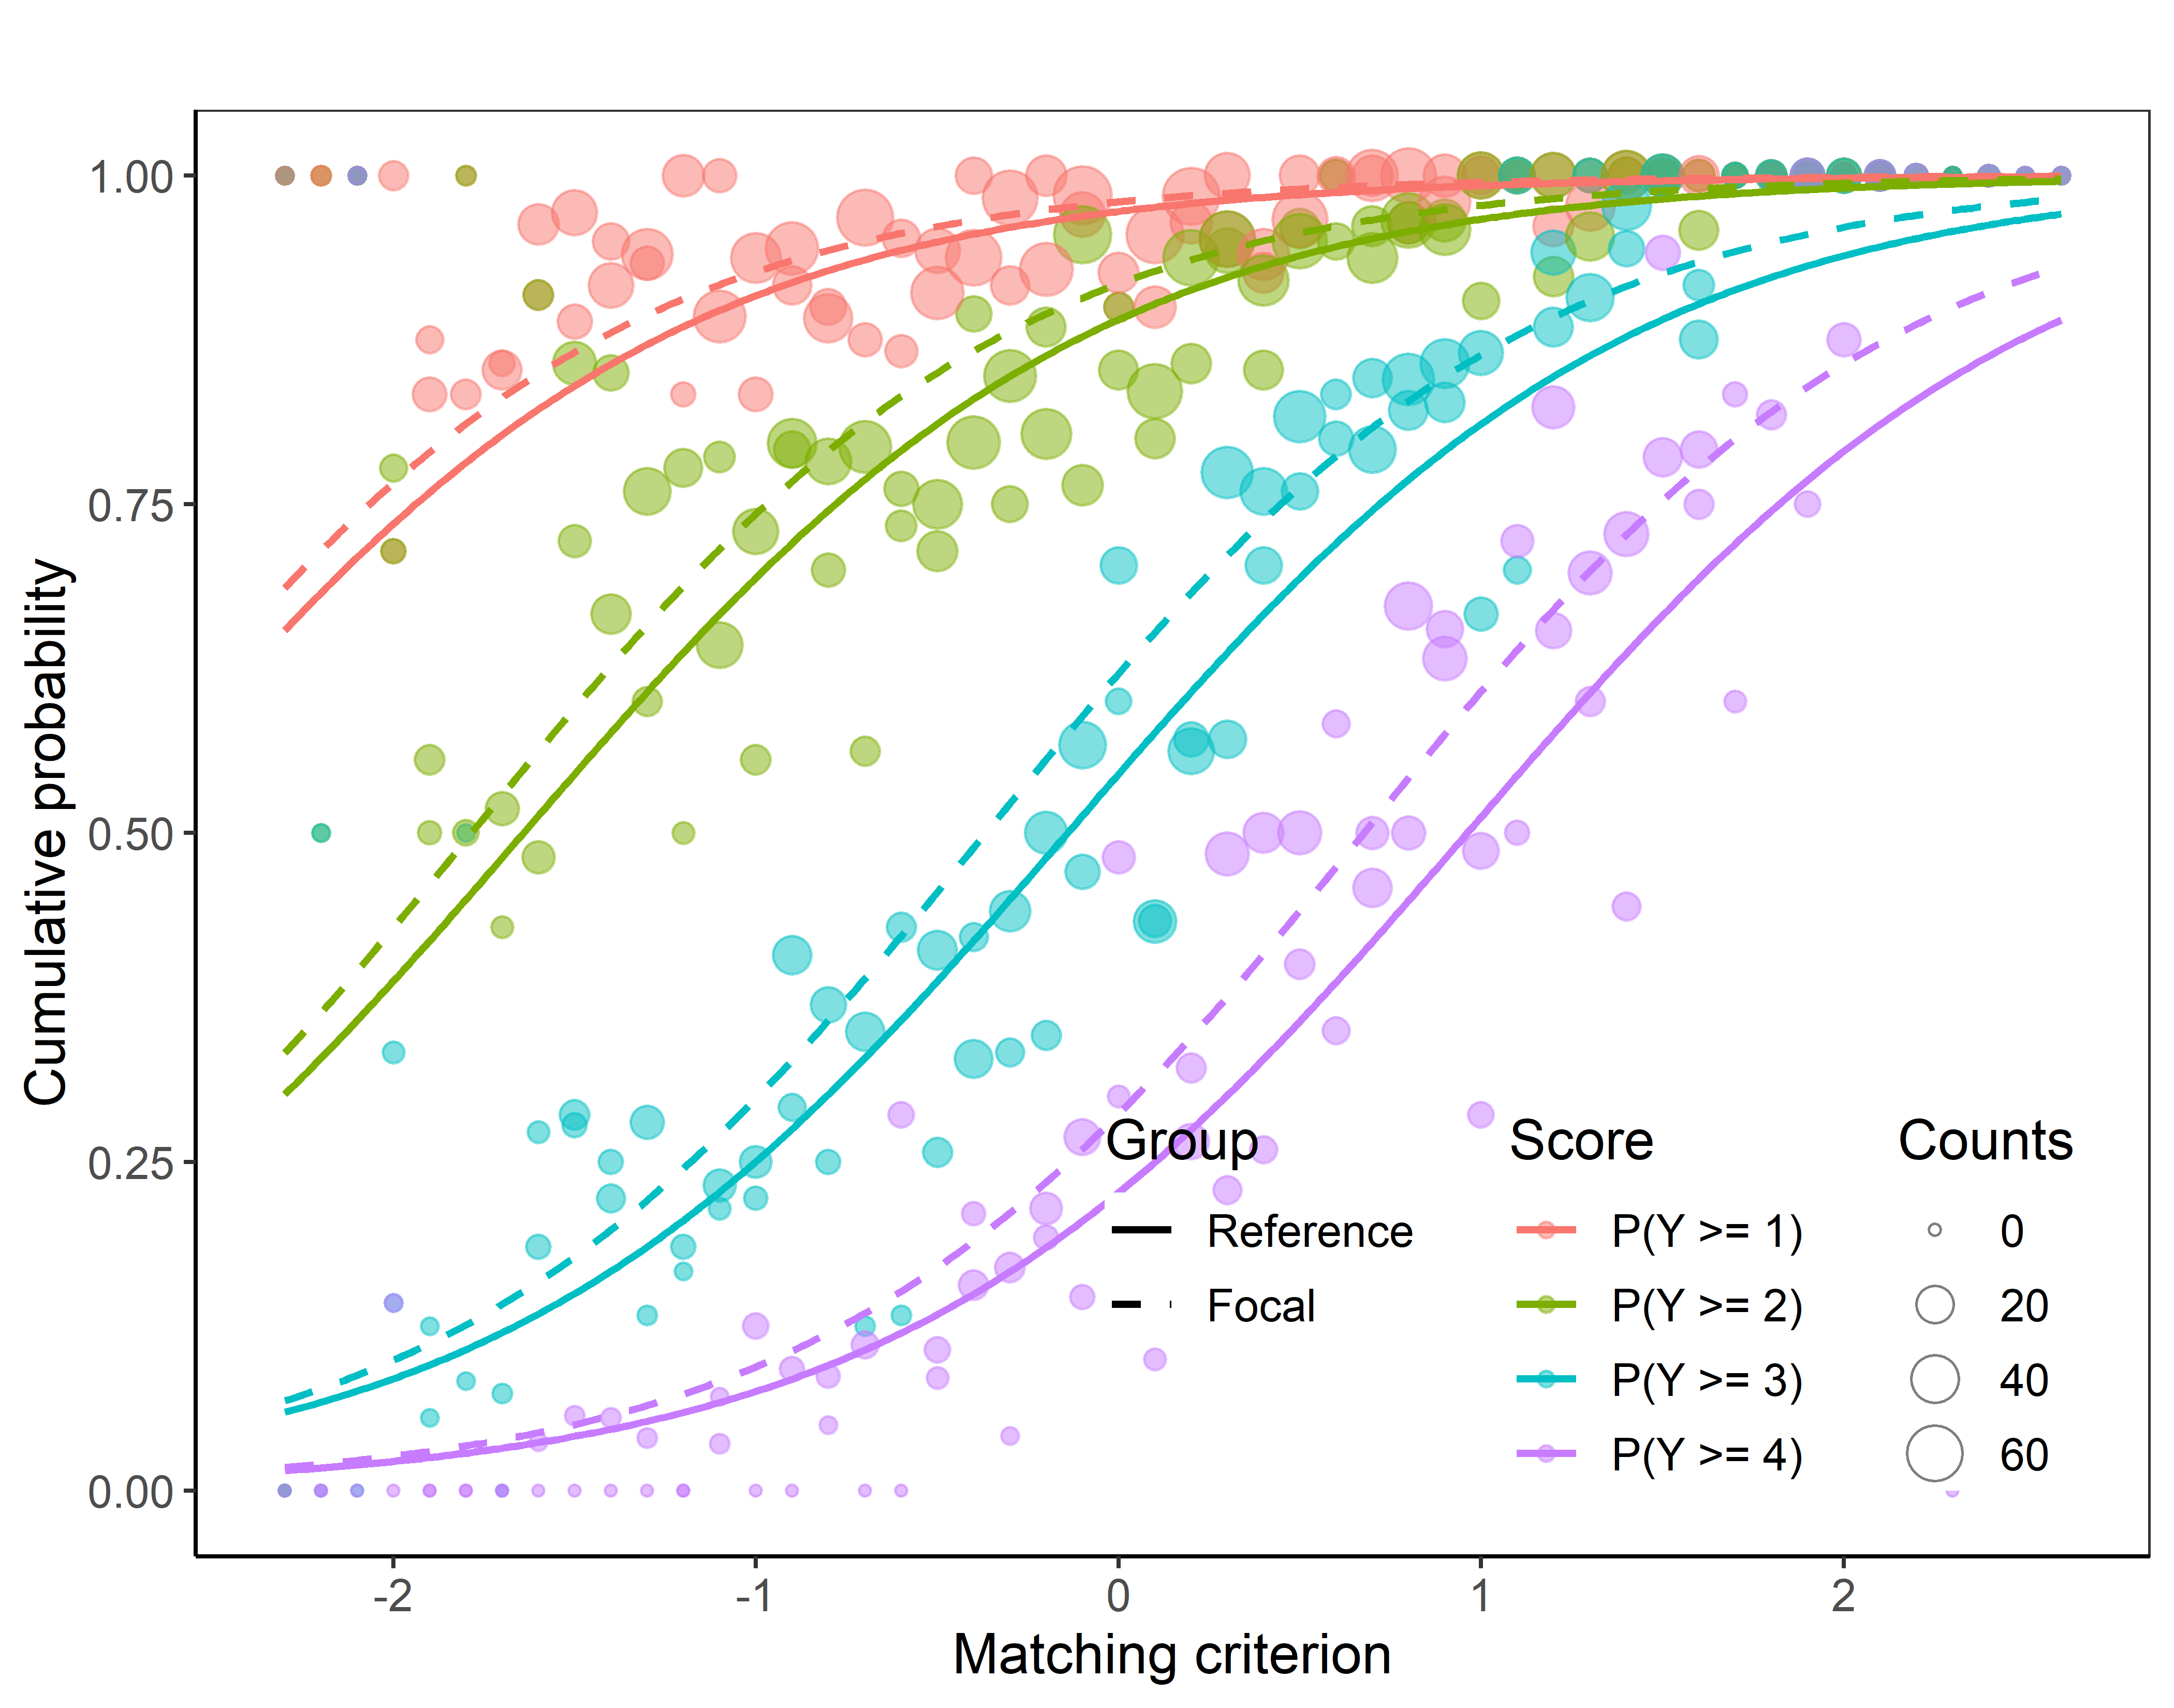 1.00
0.75
0.50
0.25
0.00
Cumulative probability
-2
-1
0
1
2
Matching criterion
Group
Reference
Focal
Score
P(Y >= 1)
P(Y >= 2)
P(Y >= 3)
P(Y >= 4)
Counts
0
20
40
60